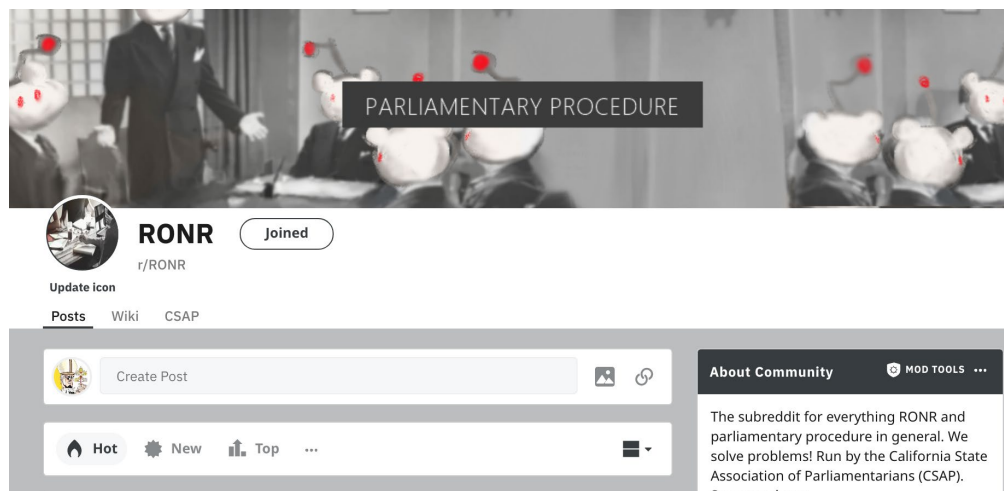 PARLIAMENTARY PROCEDURE
RONR
Joined
r/RONR
Update icon
Posts Wiki CSAP
Create Post
Hot New Top ...
About Community MOD TOOLS ...
The subreddit for everything RONR and
parliamentary procedure in general. We
solve problems! Run by the California State
Association of Parliamentarians (CSAP).